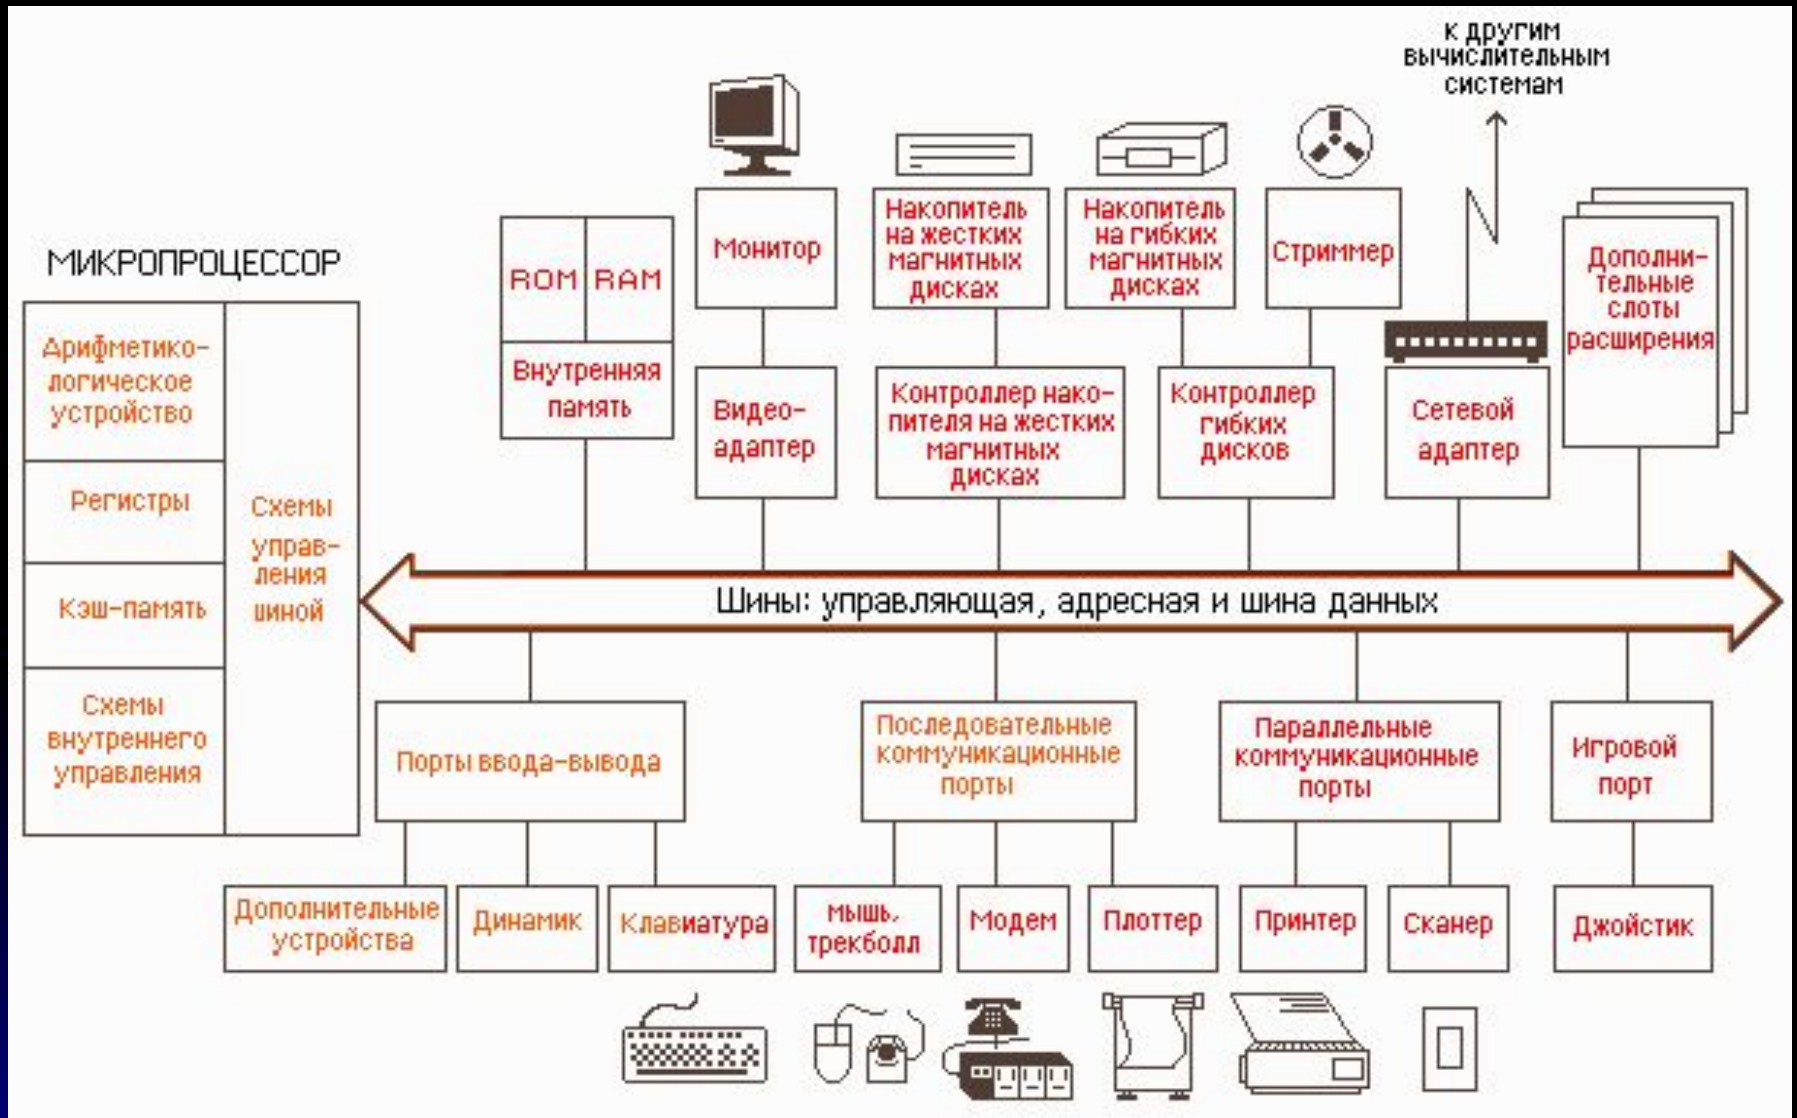 к другим
вычислительным
системам
МИКРОПРОЦЕССОР
Арифметико-
логическое
устройство
Регистры
Кэш-память
Схемы
внутреннего
управления
Схемы
управ-
ления
шиной
ROM
RAM
Внутренняя
память
Монитор
Видео-
адаптер
Накопитель
на жестких
магнитных
дисках
Контроллер нако-
пителя на жестких
магнитных
дисках
Накопитель
на гибких
магнитных
дисках
Стриммер
Контроллер
гибких
дисков
Сетевой
адаптер
Дополни-
тельные
слоты
расширения
Шины: управляющая, адресная и шина данных
Порты ввода-вывода
Последовательные
коммуникационные
порты
Параллельные
коммуникационные
порты
Игровой
порт
Дополнительные
устройства
Динамик
Клавиатура
мышь,
трекболл
Модем
Плоттер
Принтер
Сканер
Джойстик